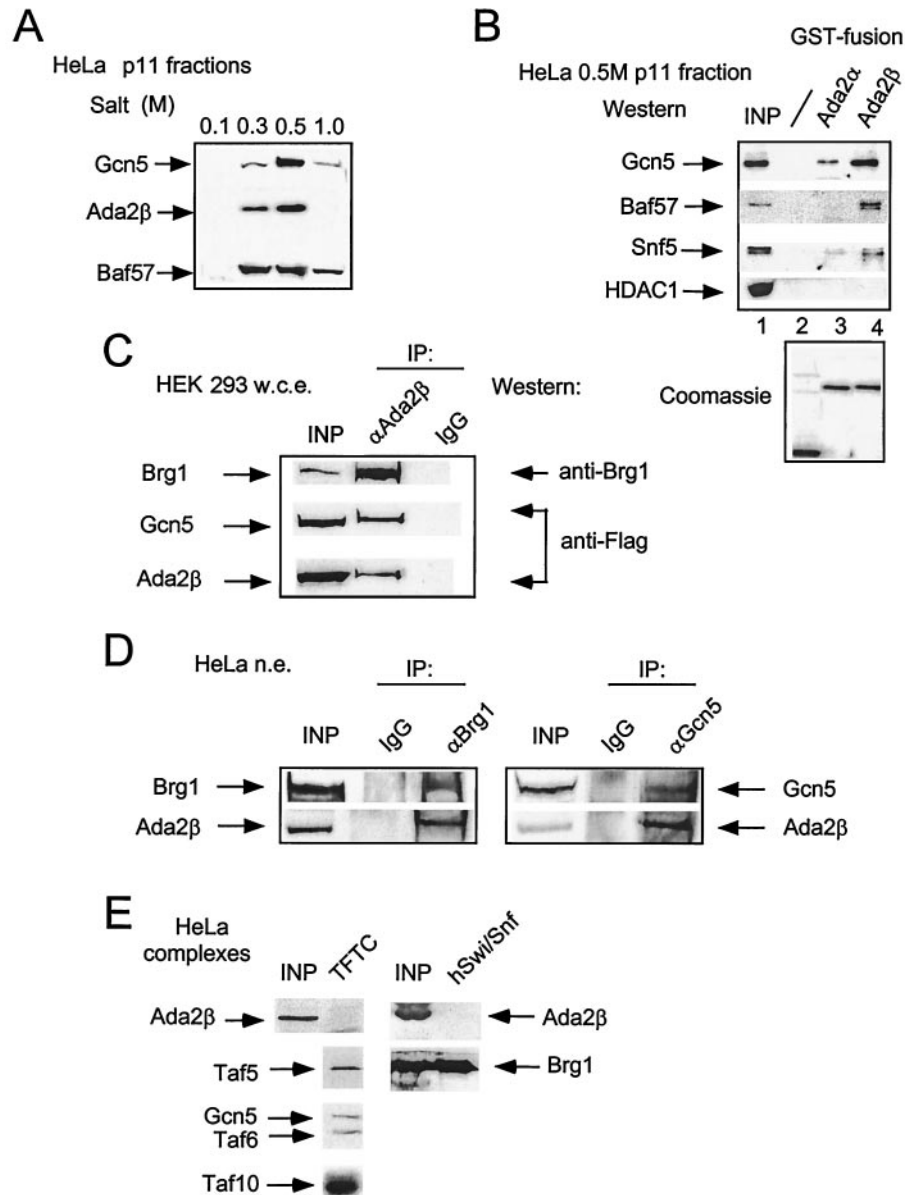 A
HeLa p11 fractions
Salt (M)
0.1 0.3 0.5 1.0
Gcn5
Ada2β
Baf57
B
GST-fusion
HeLa 0.5M p11 fraction
Western
INP / Ada2α Ada2β
Gcn5
Baf57
Snf5
HDAC1
1 2 3 4
Coomassie
C
IP:
HEK 293 w.c.e.
Western:
INP αAda2β IgG
Brg1
anti-Brg1
Gcn5
anti-Flag
Ada2β
D
HeLa n.e.
IP:
IP:
INP IgG αBrg1
INP IgG αGcn5
Brg1
Gcn5
Ada2β
Ada2β
E
HeLa
complexes
INP TFTC
INP hSwi/Snf
Ada2β
Ada2β
Taf5
Brg1
Gcn5
Taf6
Taf10